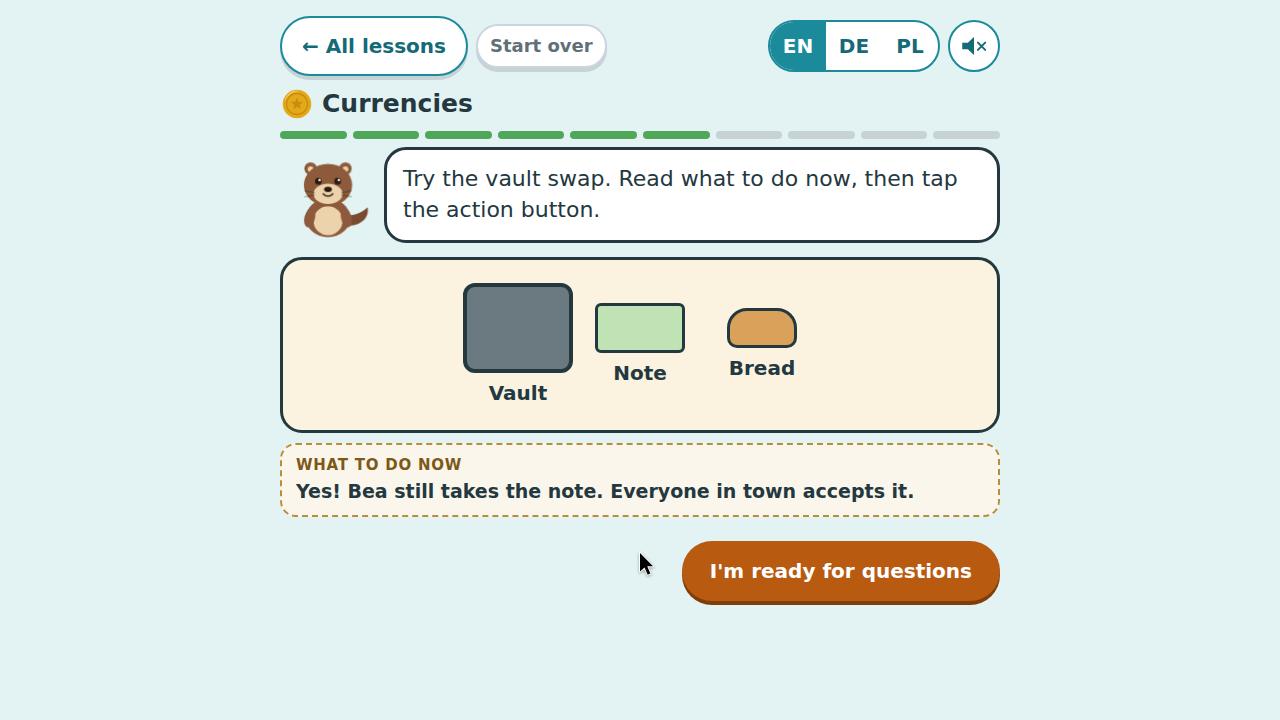 ← All lessons
Start over
EN DE PL
Currencies
Try the vault swap. Read what to do now, then tap
the action button.
Vault
Note
Bread
WHAT TO DO NOW
Yes! Bea still takes the note. Everyone in town accepts it.
I'm ready for questions